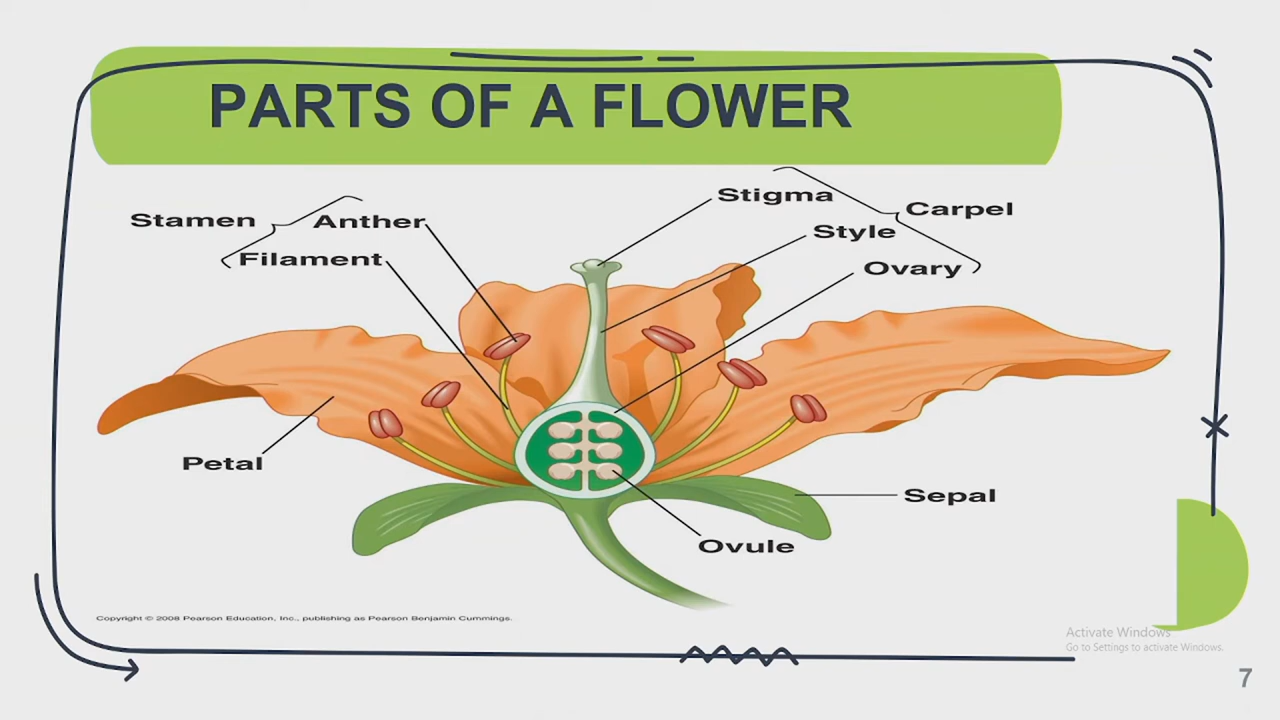 PARTS OF A FLOWER
Stamen
Anther
Filament
Stigma
Style
Ovary
Carpel
Petal
Sepal
Ovule
Copyright © 2008 Pearson Education, Inc., publishing as Pearson Benjamin Cummings.
Activate Windows
Go to Settings to activate Windows.
7